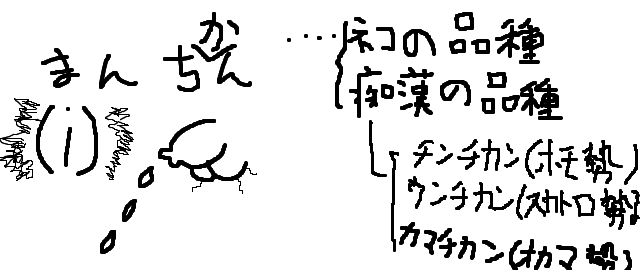 まんちかん
‥‥ネコの品種
痴漢の品種
チンチカン(ホモ勢)
ウンチカン(スカトロ勢)
カマチカン(オカマ勢)